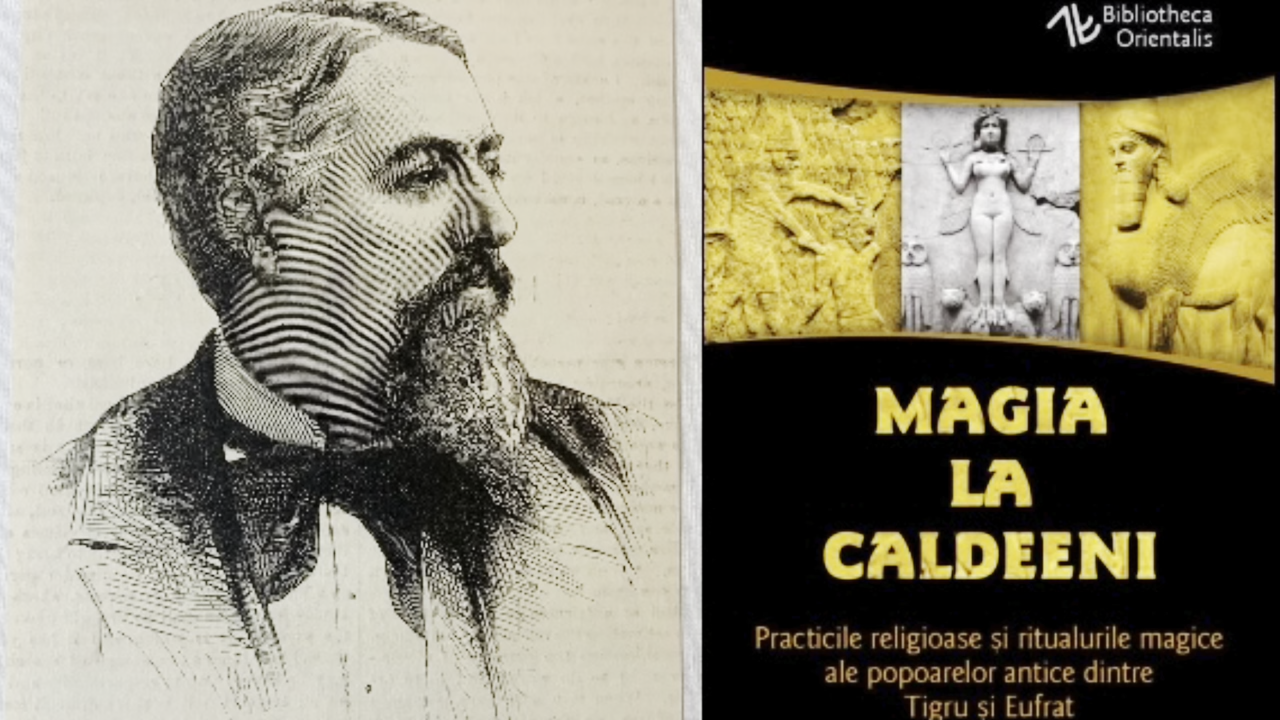 Bibliotheca
Orientalis
MAGIA
LA
CALDEENI
Practicile religioase și ritualurile magice
ale popoarelor antice dintre
Tigru și Eufrat